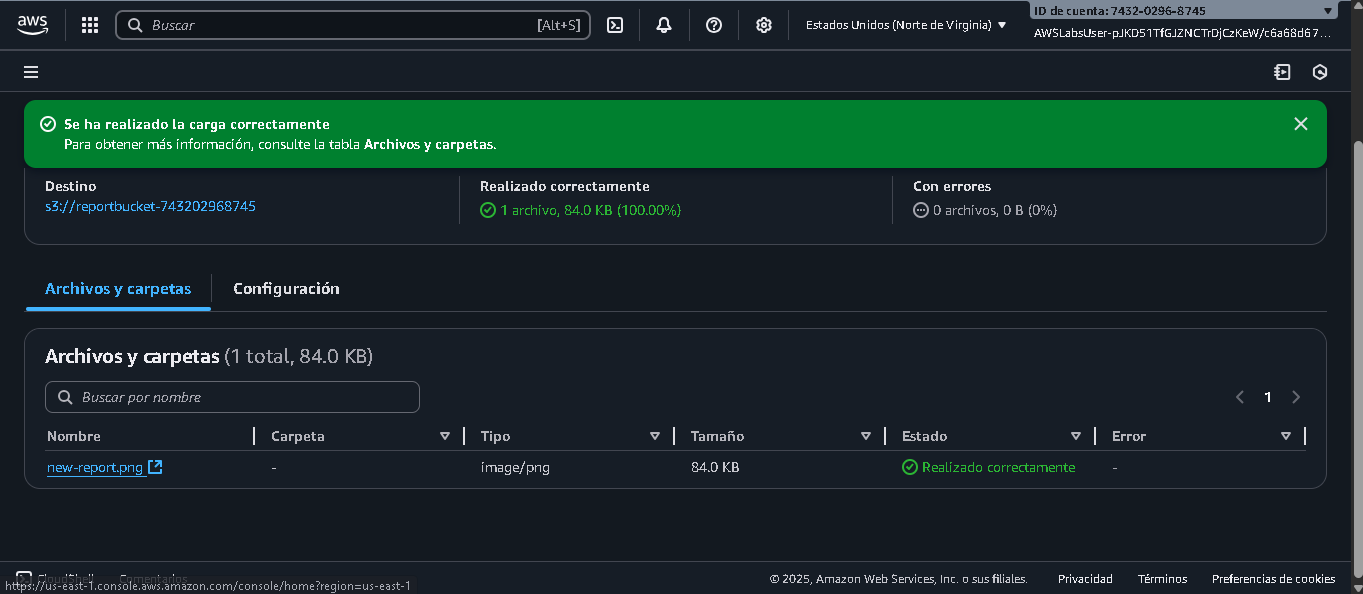 aws
Buscar [Alt+S]
Estados Unidos (Norte de Virginia)
ID de cuenta: 7432-0296-8745
AWSLabsUser-pJKD51TfGJZNCTrDjCzKeW/c6a68d67...
Se ha realizado la carga correctamente
Para obtener más información, consulte la tabla Archivos y carpetas.
Destino Realizado correctamente Con errores
s3://reportbucket-743202968745 1 archivo, 84.0 KB (100.00%) 0 archivos, 0 B (0%)
Archivos y carpetas Configuración
Archivos y carpetas (1 total, 84.0 KB)
Buscar por nombre 1
Nombre Carpeta Tipo Tamaño Estado Error
new-report.png - image/png 84.0 KB Realizado correctamente -
CloudShell Comentarios © 2025, Amazon Web Services, Inc. o sus filiales. Privacidad Términos Preferencias de cookies
https://us-east-1.console.aws.amazon.com/console/home?region=us-east-1